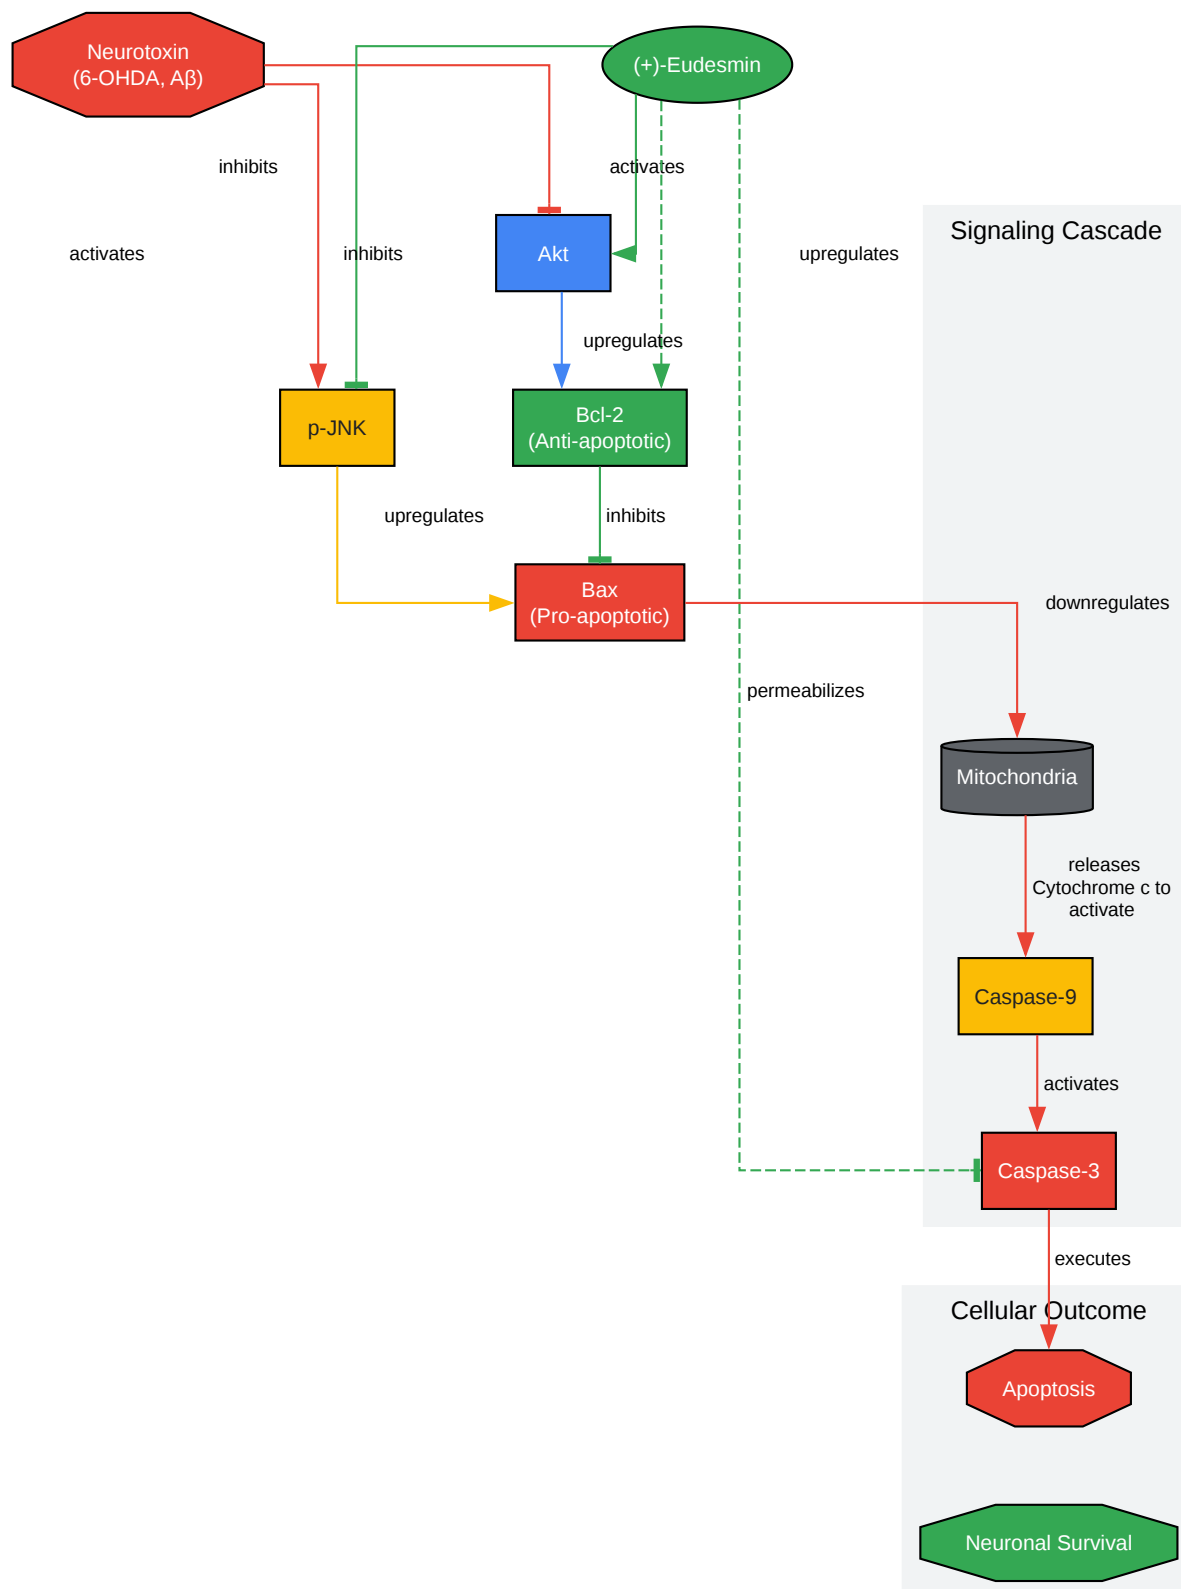 Neurotoxin
(6-OHDA, Aβ)
(+)-Eudesmin
inhibits
activates
Signaling Cascade
activates
inhibits
Akt
upregulates
upregulates
p-JNK
Bcl-2
(Anti-apoptotic)
upregulates
inhibits
Bax
(Pro-apoptotic)
downregulates
permeabilizes
Mitochondria
releases
Cytochrome c to
activate
Caspase-9
activates
Caspase-3
executes
Cellular Outcome
Apoptosis
Neuronal Survival